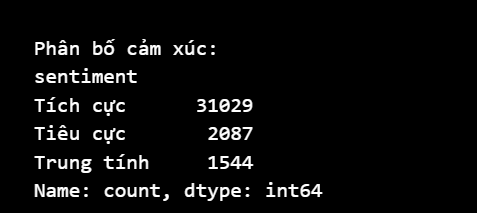 Phân bố cảm xúc:
sentiment
Tích cực 31029
Tiêu cực 2087
Trung tính 1544
Name: count, dtype: int64